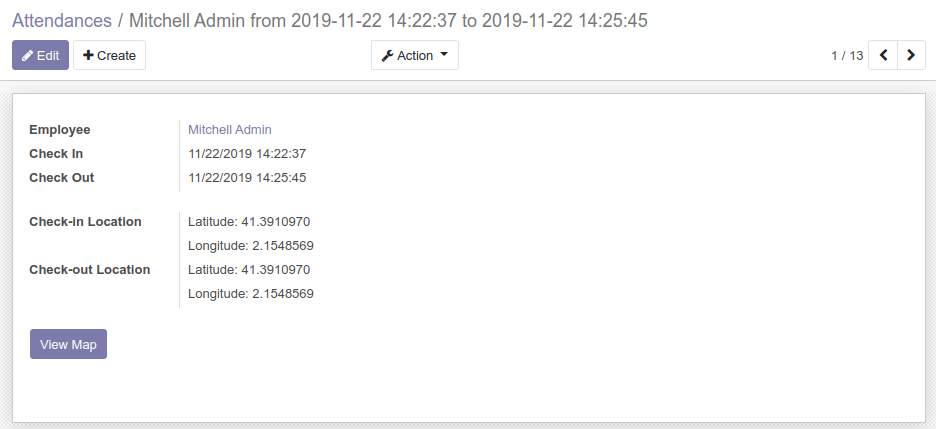 Attendances / Mitchell Admin from 2019-11-22 14:22:37 to 2019-11-22 14:25:45
Edit Create Action 1 / 13
Employee Mitchell Admin
Check In 11/22/2019 14:22:37
Check Out 11/22/2019 14:25:45
Check-in Location Latitude: 41.3910970
Longitude: 2.1548569
Check-out Location Latitude: 41.3910970
Longitude: 2.1548569
View Map